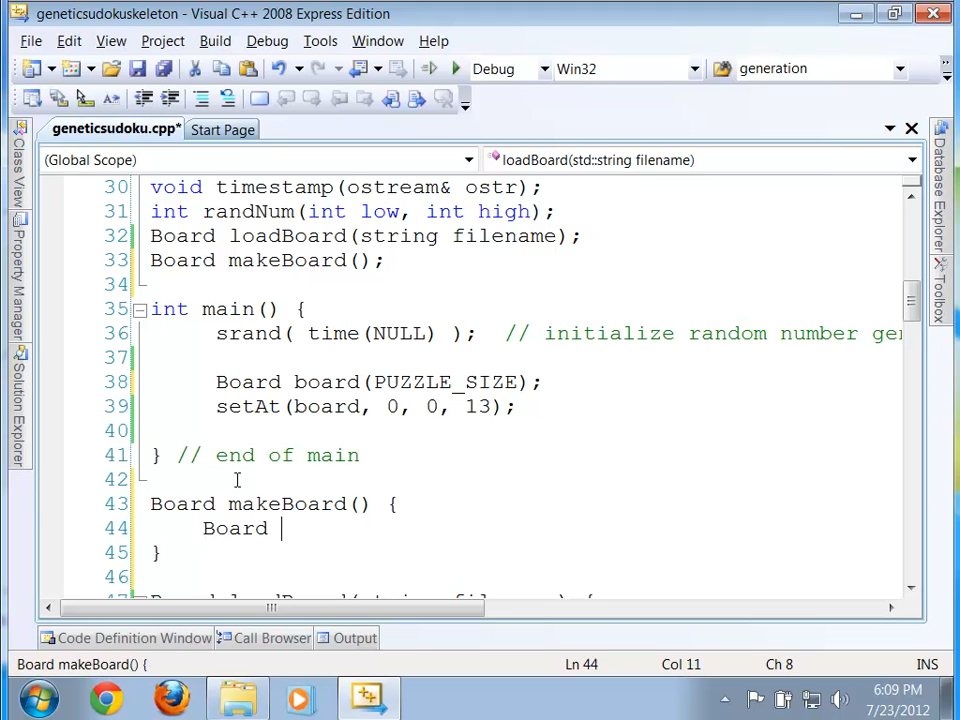 geneticsudokuskeleton - Visual C++ 2008 Express Edition
File Edit View Project Build Debug Tools Window Help
Debug Win32 generation
geneticsudoku.cpp* Start Page
(Global Scope) loadBoard(std::string filename)
30 void timestamp(ostream& ostr);
31 int randNum(int low, int high);
32 Board loadBoard(string filename);
33 Board makeBoard();
34
35 int main() {
36 srand( time(NULL) ); // initialize random number ge
37
38 Board board(PUZZLE_SIZE);
39 setAt(board, 0, 0, 13);
40
41 } // end of main
42
43 Board makeBoard() {
44 Board
45 }
46
Class View
Property Manager
Solution Explorer
Database Explorer
Toolbox
Code Definition Window Call Browser Output
Board makeBoard() { Ln 44 Col 11 Ch 8 INS
6:09 PM
7/23/2012